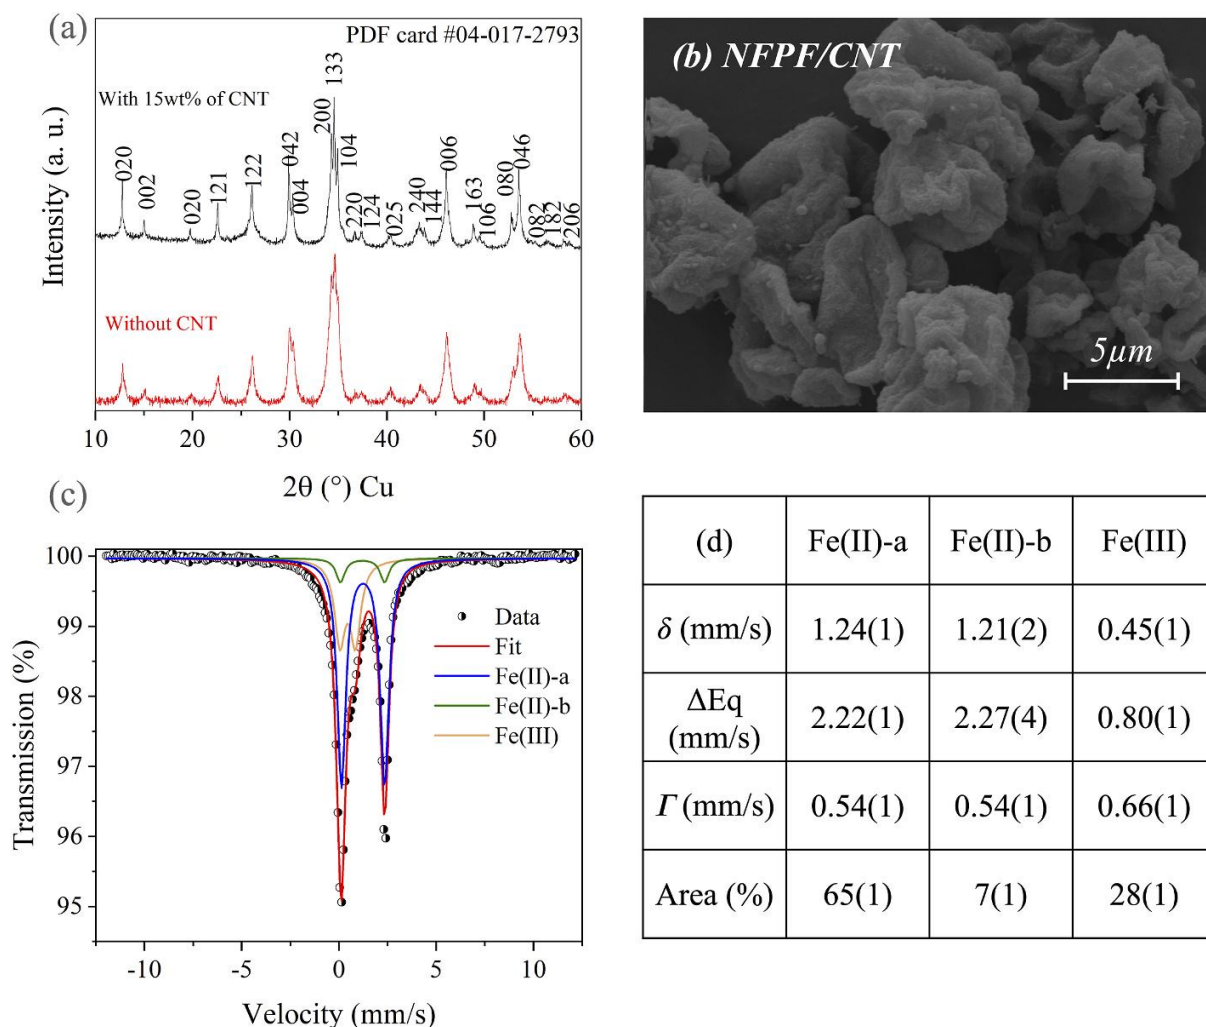 (a)
PDF card #04-017-2793
With 15wt% of CNT
020
002
020
121
122
042
004
200
133
104
220
124
025
240
144
006
163
106
080
046
082
182
206
Without CNT
Intensity (a. u.)
10 20 30 40 50 60
2θ (°) Cu
(b) NFPF/CNT
5µm
(c)
100
99
98
97
96
95
Transmission (%)
Data
Fit
Fe(II)-a
Fe(II)-b
Fe(III)
-10 -5 0 5 10
Velocity (mm/s)
(d) Fe(II)-a Fe(II)-b Fe(III)
δ (mm/s) 1.24(1) 1.21(2) 0.45(1)
ΔEq
(mm/s) 2.22(1) 2.27(4) 0.80(1)
Γ (mm/s) 0.54(1) 0.54(1) 0.66(1)
Area (%) 65(1) 7(1) 28(1)